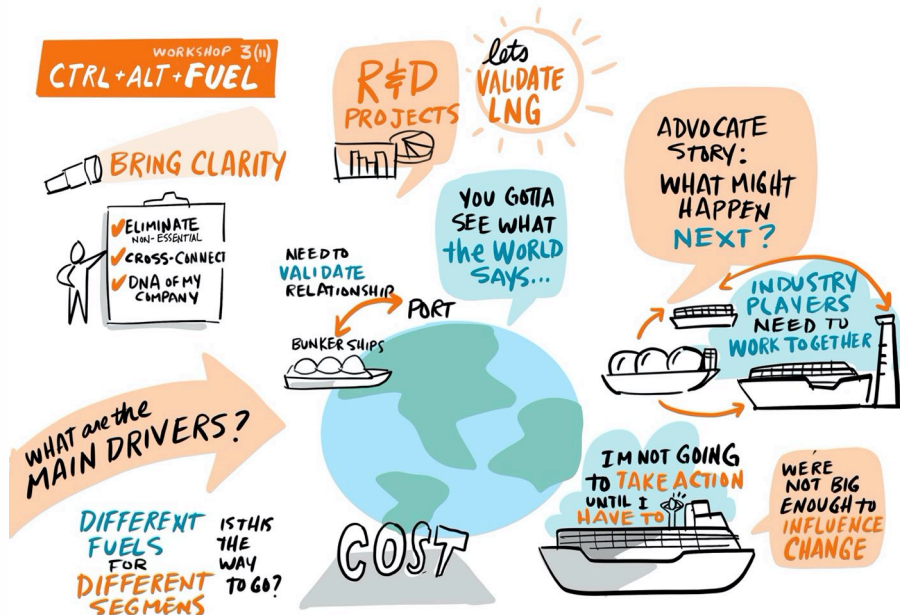 WORKSHOP 3(11)
CTRL+ALT+FUEL
R&D
PROJECTS
lets
VALIDATE
LNG
BRING CLARITY
ELIMINATE
NON-ESSENTIAL
CROSS-CONNECT
DNA OF MY
COMPANY
NEED TO
VALIDATE
RELATIONSHIP
PORT
BUNKER SHIPS
YOU GOTTA
SEE WHAT
the WORLD
SAYS...
ADVOCATE
STORY:
WHAT MIGHT
HAPPEN
NEXT?
INDUSTRY
PLAYERS
NEED TO
WORK TOGETHER
WHAT are the
MAIN DRIVERS?
DIFFERENT
FUELS
FOR
DIFFERENT
SEGMENS
IS THIS
THE
WAY
TO GO?
COST
I'M NOT GOING
to TAKE ACTION
UNTIL I
HAVE TO
WE'RE
NOT BIG
ENOUGH to
INFLUENCE
CHANGE